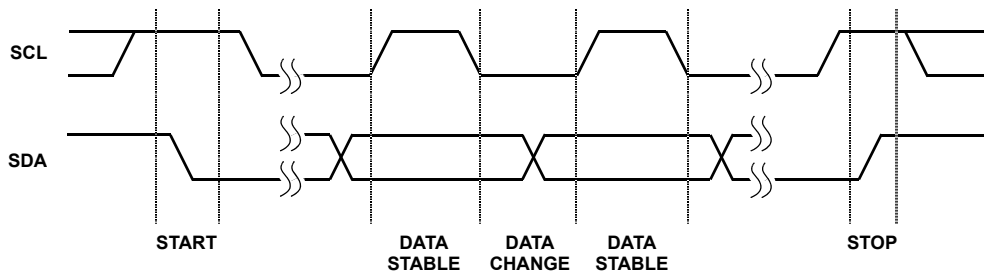 SCL
SDA
START
DATA
STABLE
DATA
CHANGE
DATA
STABLE
STOP